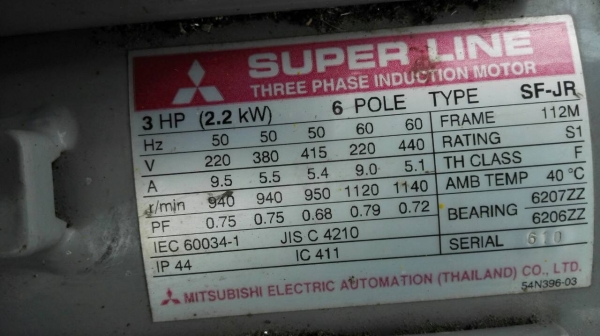 SUPER LINE
THREE PHASE INDUCTION MOTOR
3 HP (2.2 kW) 6 POLE TYPE SF-JR
Hz 50 50 50 60 60 FRAME 112M
V 220 380 415 220 440 RATING S1
A 9.5 5.5 5.4 9.0 5.1 TH CLASS F
r/min 940 940 950 1120 1140 AMB TEMP 40 °C
PF 0.75 0.75 0.68 0.79 0.72 BEARING 6207ZZ
6206ZZ
IEC 60034-1 JIS C 4210
IP 44 IC 411 SERIAL
MITSUBISHI ELECTRIC AUTOMATION (THAILAND) CO., LTD.
54N396-03